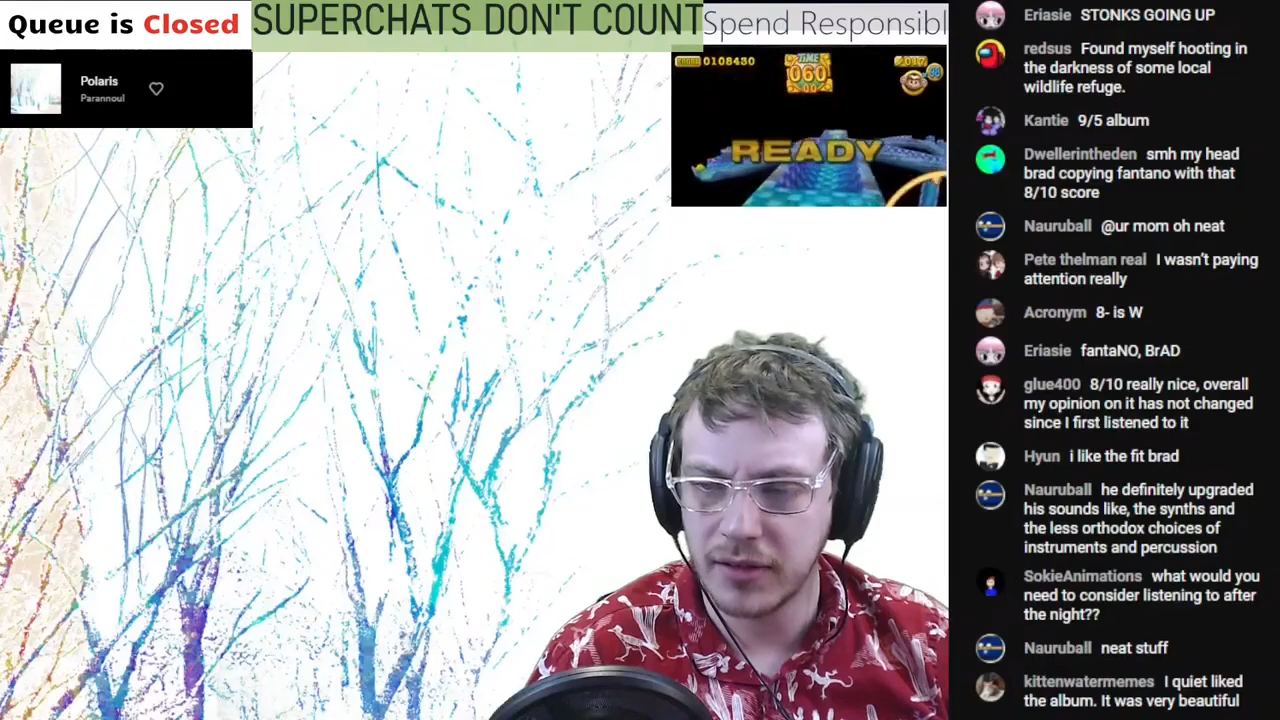 Queue is Closed
SUPERCHATS DON'T COUNT
Spend Responsibl
Polaris
Parannoul
0108430
TIME
060
00
READY
Eriasie STONKS GOING UP
redsus Found myself hooting in
the darkness of some local
wildlife refuge.
Kantie 9/5 album
Dwellerintheden smh my head
brad copying fantano with that
8/10 score
Nauruball @ur mom oh neat
Pete thelman real I wasn't paying
attention really
Acronym 8- is W
Eriasie fantaNO, BrAD
glue400 8/10 really nice, overall
my opinion on it has not changed
since I first listened to it
Hyun i like the fit brad
Nauruball he definitely upgraded
his sounds like, the synths and
the less orthodox choices of
instruments and percussion
SokieAnimations what would you
need to consider listening to after
the night??
Nauruball neat stuff
kittenwatermemes I quiet liked
the album. It was very beautiful